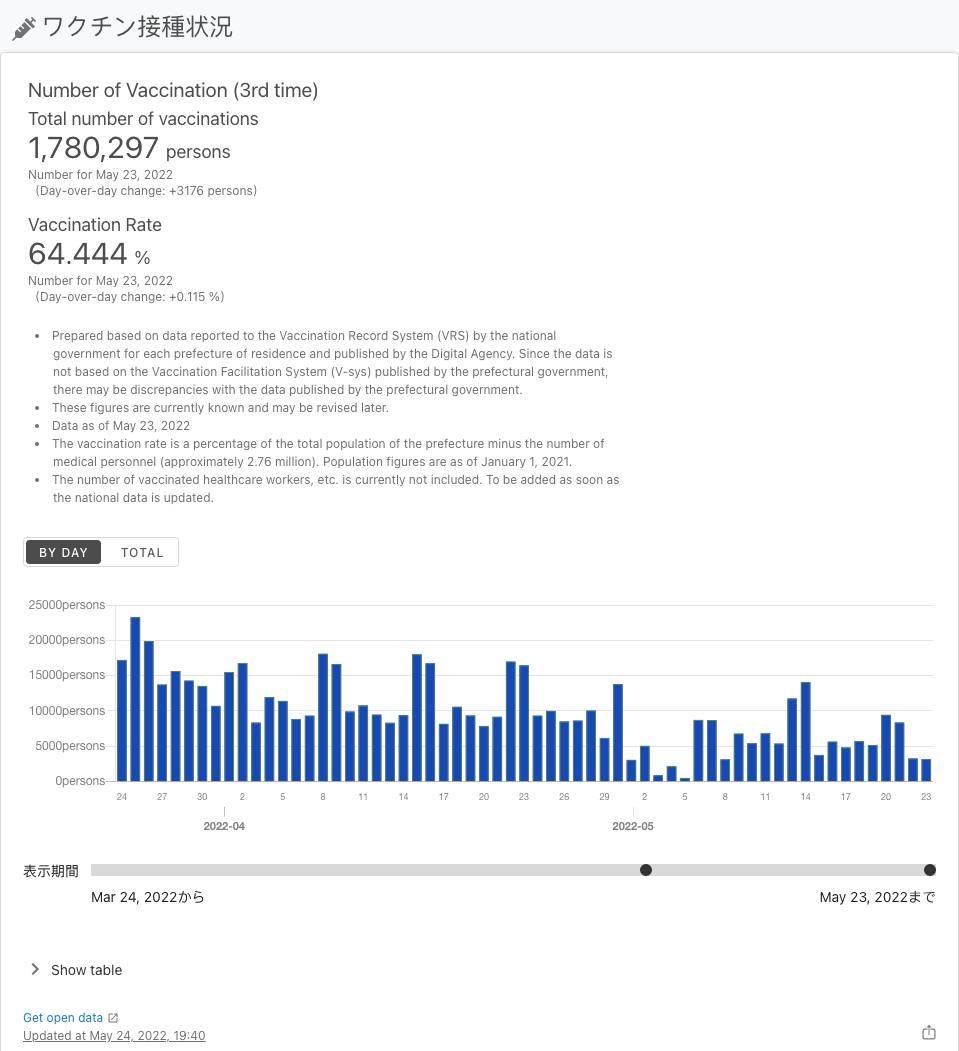 ワクチン接種状況
Number of Vaccination (3rd time)
Total number of vaccinations
1,780,297 persons
Number for May 23, 2022
(Day-over-day change: +3176 persons)
Vaccination Rate
64.444 %
Number for May 23, 2022
(Day-over-day change: +0.115 %)
• Prepared based on data reported to the Vaccination Record System (VRS) by the national
government for each prefecture of residence and published by the Digital Agency. Since the data is
not based on the Vaccination Facilitation System (V-sys) published by the prefectural government,
there may be discrepancies with the data published by the prefectural government.
• These figures are currently known and may be revised later.
• Data as of May 23, 2022
• The vaccination rate is a percentage of the total population of the prefecture minus the number of
medical personnel (approximately 2.76 million). Population figures are as of January 1, 2021.
• The number of vaccinated healthcare workers, etc. is currently not included. To be added as soon as
the national data is updated.
BY DAY TOTAL
25000persons
20000persons
15000persons
10000persons
5000persons
0persons
24 27 30 2 5 8 11 14 17 20 23 26 29 2 5 8 11 14 17 20 23
2022-04 2022-05
表示期間
Mar 24, 2022から May 23, 2022まで
Show table
Get open data
Updated at May 24, 2022, 19:40